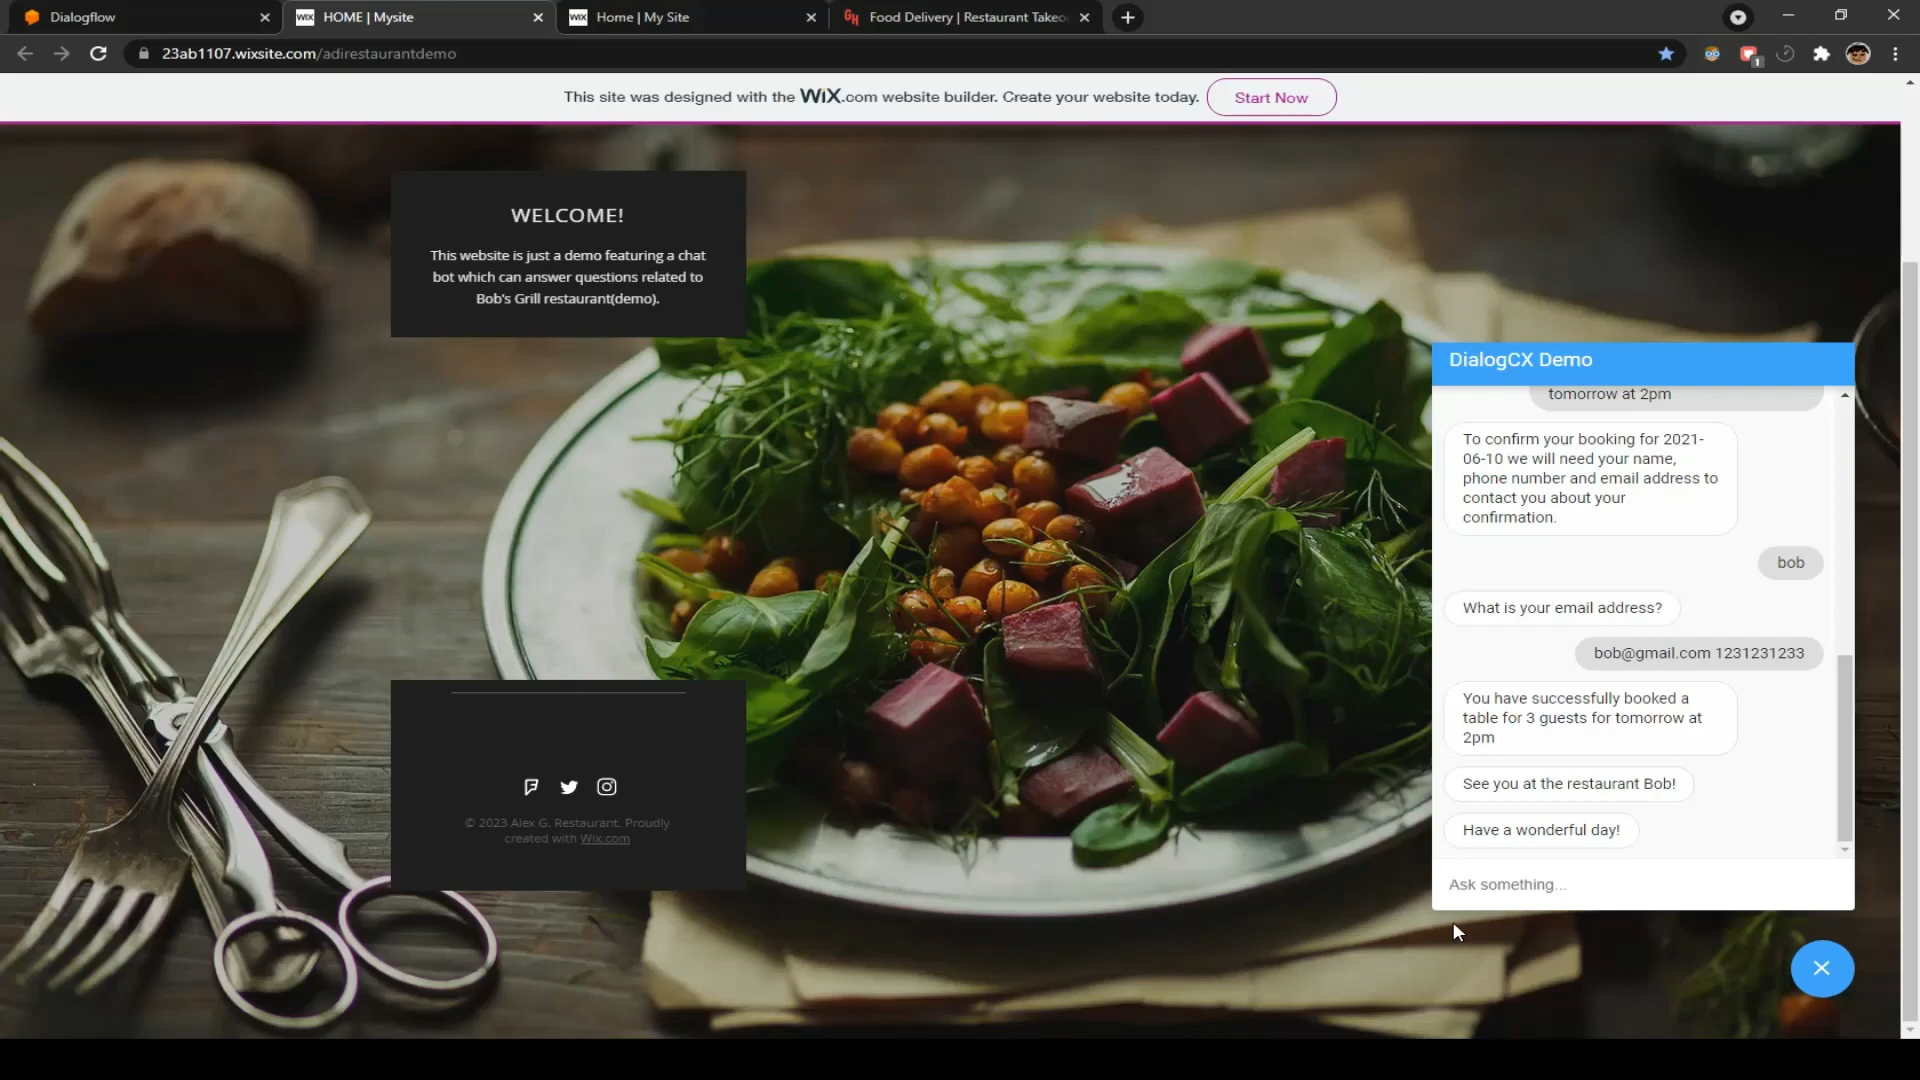 Dialogflow
HOME | Mysite
Home | My Site
Food Delivery | Restaurant Takeo
23ab1107.wixsite.com/adirestaurantdemo
1
This site was designed with the WiX.com website builder. Create your website today.
Start Now
WELCOME!
This website is just a demo featuring a chat
bot which can answer questions related to
Bob's Grill restaurant(demo).
© 2023 Alex G. Restaurant. Proudly
created with Wix.com
DialogCX Demo
tomorrow at 2pm
To confirm your booking for 2021-
06-10 we will need your name,
phone number and email address to
contact you about your
confirmation.
bob
What is your email address?
bob@gmail.com 1231231233
You have successfully booked a
table for 3 guests for tomorrow at
2pm
See you at the restaurant Bob!
Have a wonderful day!
Ask something...